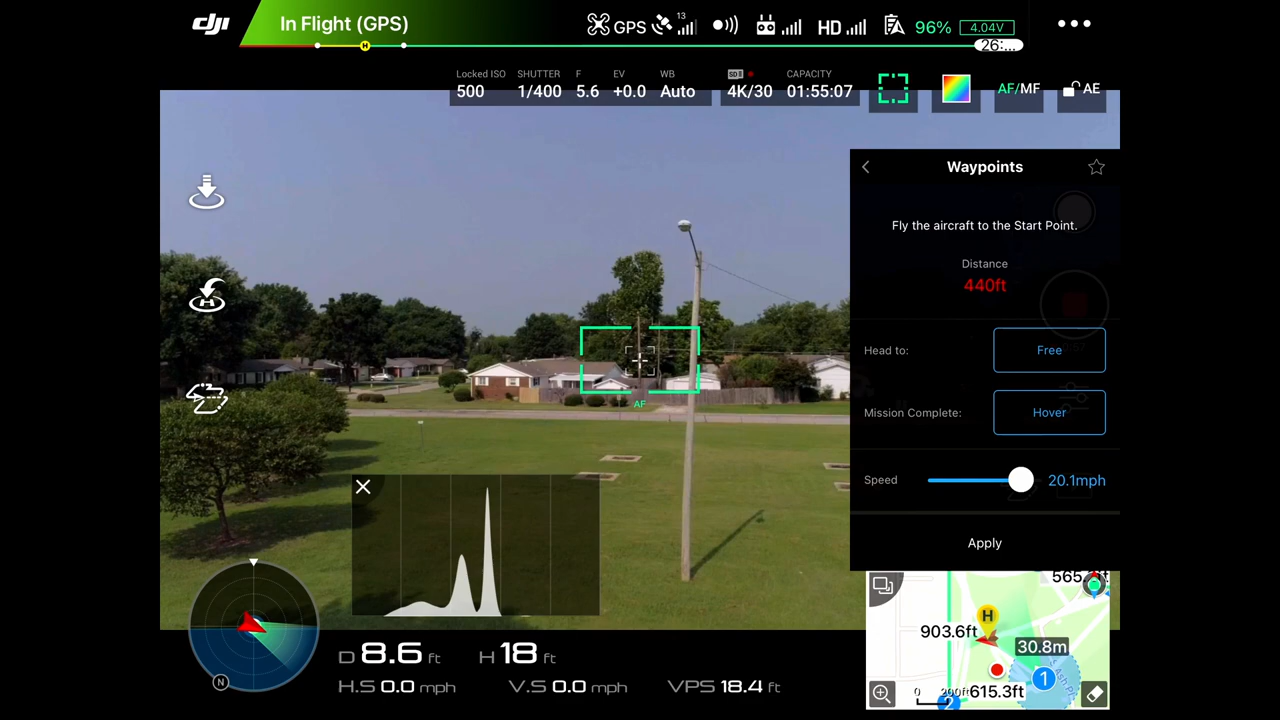 dji In Flight (GPS) GPS 13 HD 96% 4.04V
H 26:...
Locked ISO SHUTTER F EV WB SD CAPACITY
500 1/400 5.6 +0.0 Auto 4K/30 01:55:07 AF/MF AE
Waypoints
Fly the aircraft to the Start Point.
Distance
440ft
H
Head to: Free
AF
Mission Complete: Hover
Speed 20.1mph
Apply
H
903.6ft
30.8m
1
N
0 200ft 615.3ft
2
D 8.6 ft H 18 ft
H.S 0.0 mph V.S 0.0 mph VPS 18.4 ft